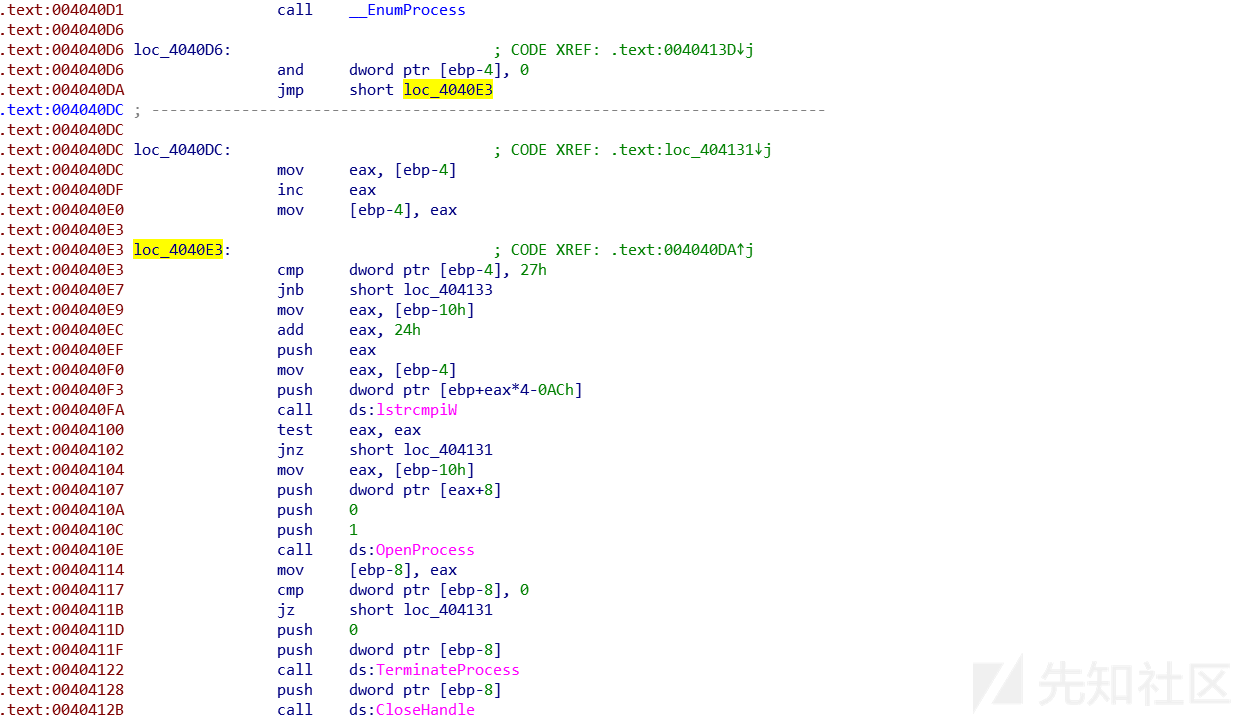 .text:004040D1 call __EnumProcess
.text:004040D6
.text:004040D6 loc_4040D6: ; CODE XREF: .text:0040413D↓j
.text:004040D6 and dword ptr [ebp-4], 0
.text:004040DA jmp short loc_4040E3
.text:004040DC ; ---------------------------------------------------------------------------
.text:004040DC
.text:004040DC loc_4040DC: ; CODE XREF: .text:loc_404131↓j
.text:004040DC mov eax, [ebp-4]
.text:004040DF inc eax
.text:004040E0 mov [ebp-4], eax
.text:004040E3
.text:004040E3 loc_4040E3: ; CODE XREF: .text:004040DA↑j
.text:004040E3 cmp dword ptr [ebp-4], 27h
.text:004040E7 jnb short loc_404133
.text:004040E9 mov eax, [ebp-10h]
.text:004040EC add eax, 24h
.text:004040EF push eax
.text:004040F0 mov eax, [ebp-4]
.text:004040F3 push dword ptr [ebp+eax*4-0ACh]
.text:004040FA call ds:lstrcmpiW
.text:00404100 test eax, eax
.text:00404102 jnz short loc_404131
.text:00404104 mov eax, [ebp-10h]
.text:00404107 push dword ptr [eax+8]
.text:0040410A push 0
.text:0040410C push 1
.text:0040410E call ds:OpenProcess
.text:00404114 mov [ebp-8], eax
.text:00404117 cmp dword ptr [ebp-8], 0
.text:0040411B jz short loc_404131
.text:0040411D push 0
.text:0040411F push dword ptr [ebp-8]
.text:00404122 call ds:TerminateProcess
.text:00404128 push dword ptr [ebp-8]
.text:0040412B call ds:CloseHandle
先知社区